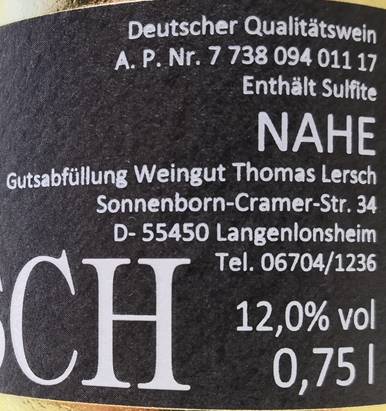 Deutscher Qualitätswein
A. P. Nr. 7 738 094 011 17
Enthält Sulfite
NAHE
Gutsabfüllung Weingut Thomas Lersch
Sonnenborn-Cramer-Str. 34
D- 55450 Langenlonsheim
Tel. 06704/1236
SCH
12,0% vol
0,75 l